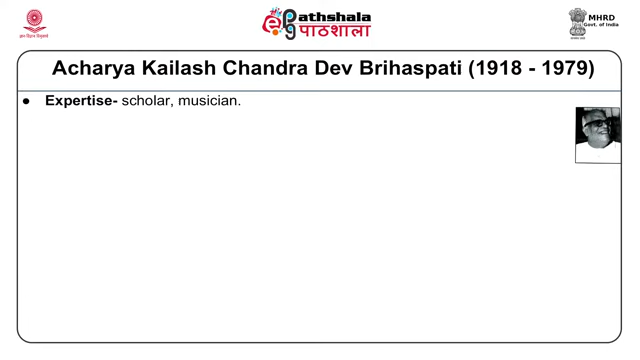 Pathshala
पाठशाला
MHRD
Govt. of India
Acharya Kailash Chandra Dev Brihaspati (1918 - 1979)
● Expertise- scholar, musician.